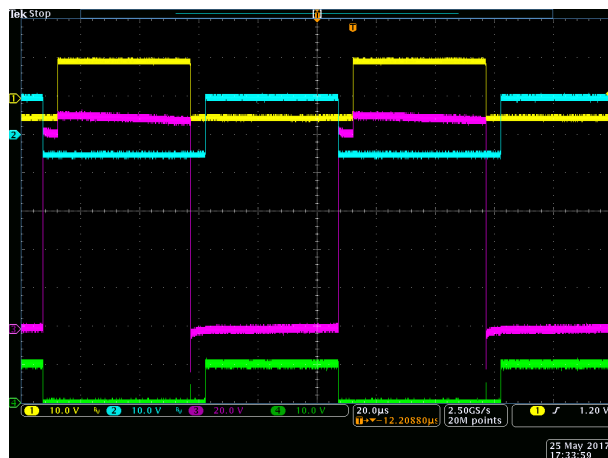 Tek Stop
T
T
1
2
3
4
1 10.0 V 2 10.0 V 3 20.0 V 4 10.0 V
20.0µs 2.50GS/s 1 1.20 V
T→▼−12.20880µs 20M points
25 May 2017
17:33:59